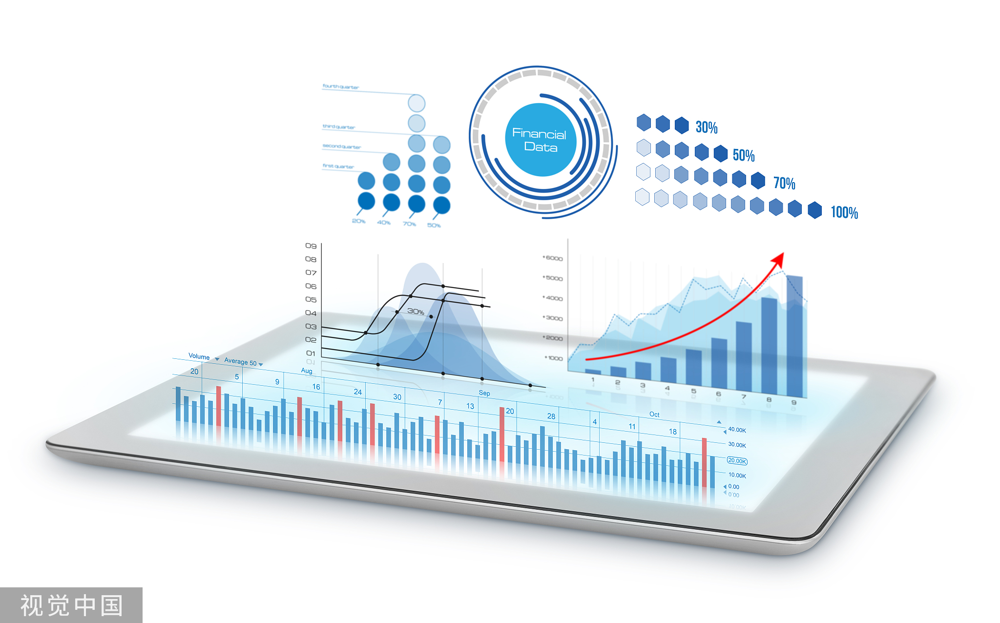 fourth quarter
third quarter
second quarter
first quarter
20% 40% 70% 50%
Financial
Data
30%
50%
70%
100%
09
08
07
06
05
04
03
02
01
30%
+6000
+5000
+4000
+3000
+2000
+1000
1 2 3 4 5 6 7 8 9
Volume Average 50
Aug
Sep
Oct
20 5 9 16 24 30 7 13 20 28 4 11 18
40.00K
30.00K
20.00K
10.00K
0.00
视觉中国